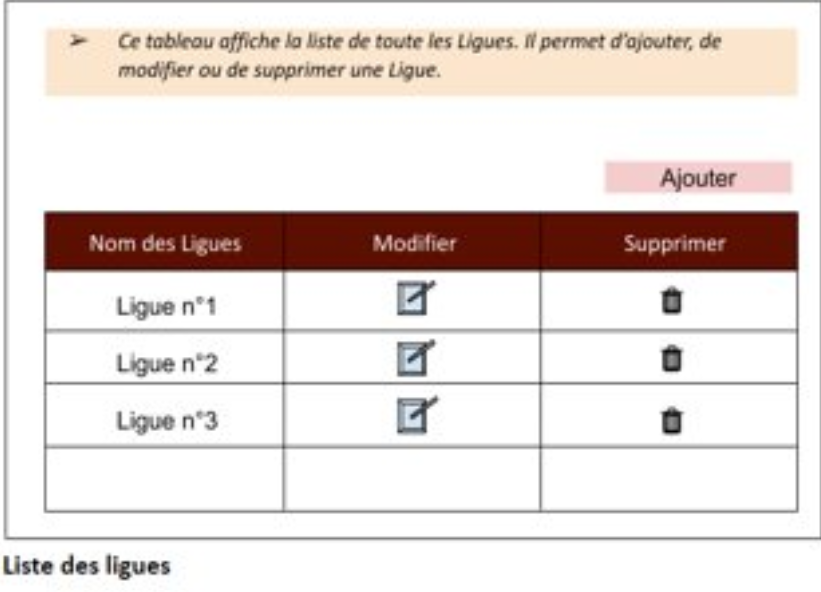 ➢ Ce tableau affiche la liste de toute les Ligues. Il permet d'ajouter, de
modifier ou de supprimer une Ligue.
Ajouter
Nom des Ligues Modifier Supprimer
Ligue n°1
Ligue n°2
Ligue n°3
Liste des ligues